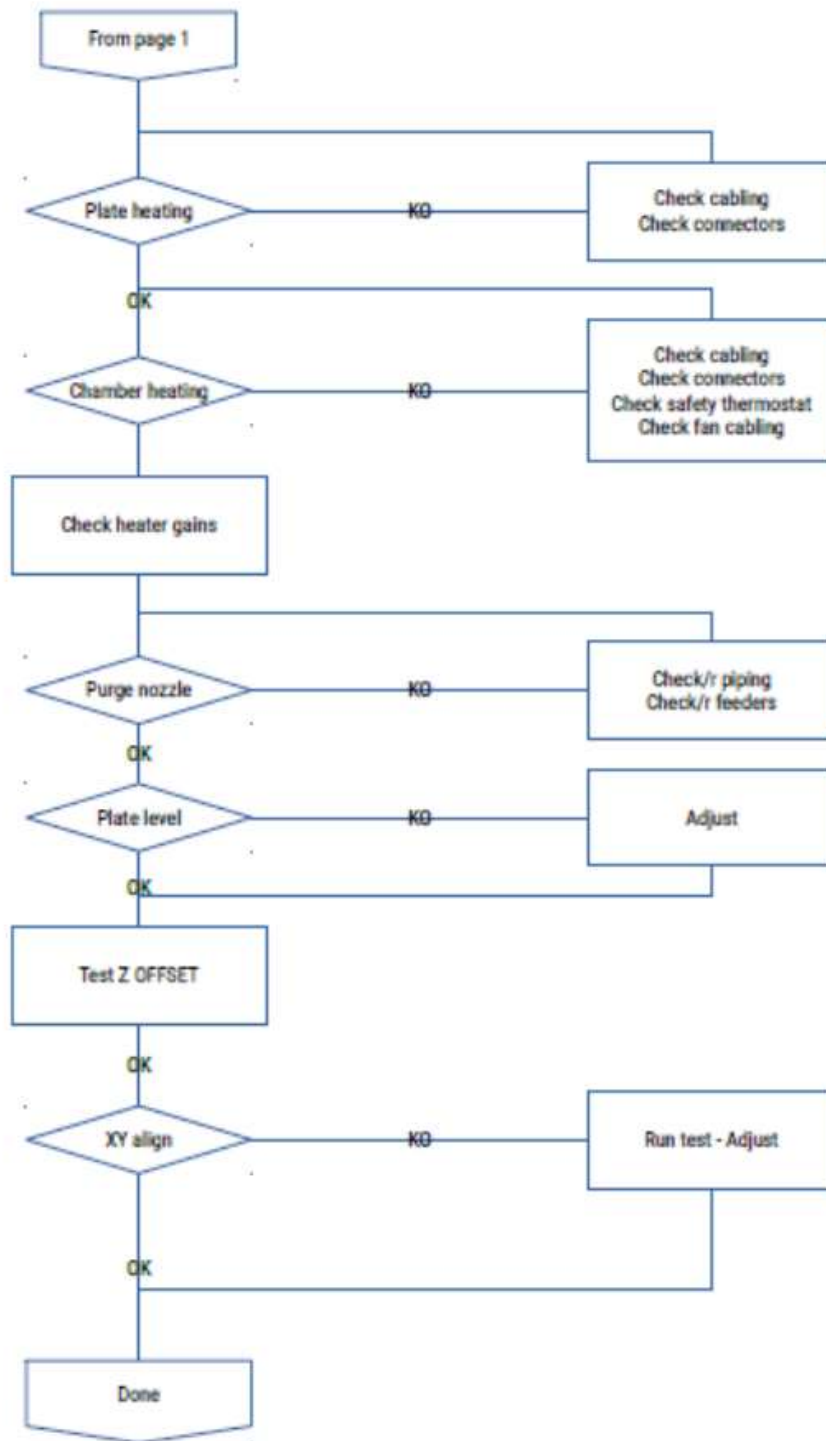 From page 1
Plate heating
KO
Check cabling
Check connectors
OK
Chamber heating
KO
Check cabling
Check connectors
Check safety thermostat
Check fan cabling
Check heater gains
Purge nozzle
KO
Check/r piping
Check/r feeders
OK
Plate level
KO
Adjust
OK
Test Z OFFSET
OK
XY align
KO
Run test - Adjust
OK
Done